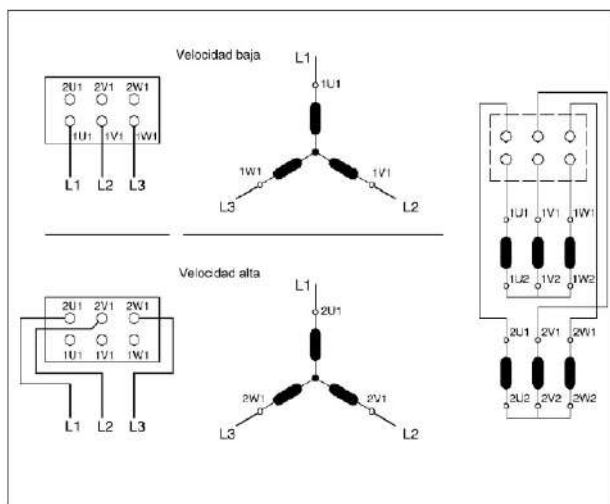 Velocidad baja
2U1 2V1 2W1
1U1 1V1 1W1
L1 L2 L3
L1
1U1
1W1 1V1
L3 L2
Velocidad alta
2U1 2V1 2W1
1U1 1V1 1W1
L1 L2 L3
L1
2U1
2W1 2V1
L3 L2
1U1 1V1 1W1
1U2 1V2 1W2
2U1 2V1 2W1
2U2 2V2 2W2